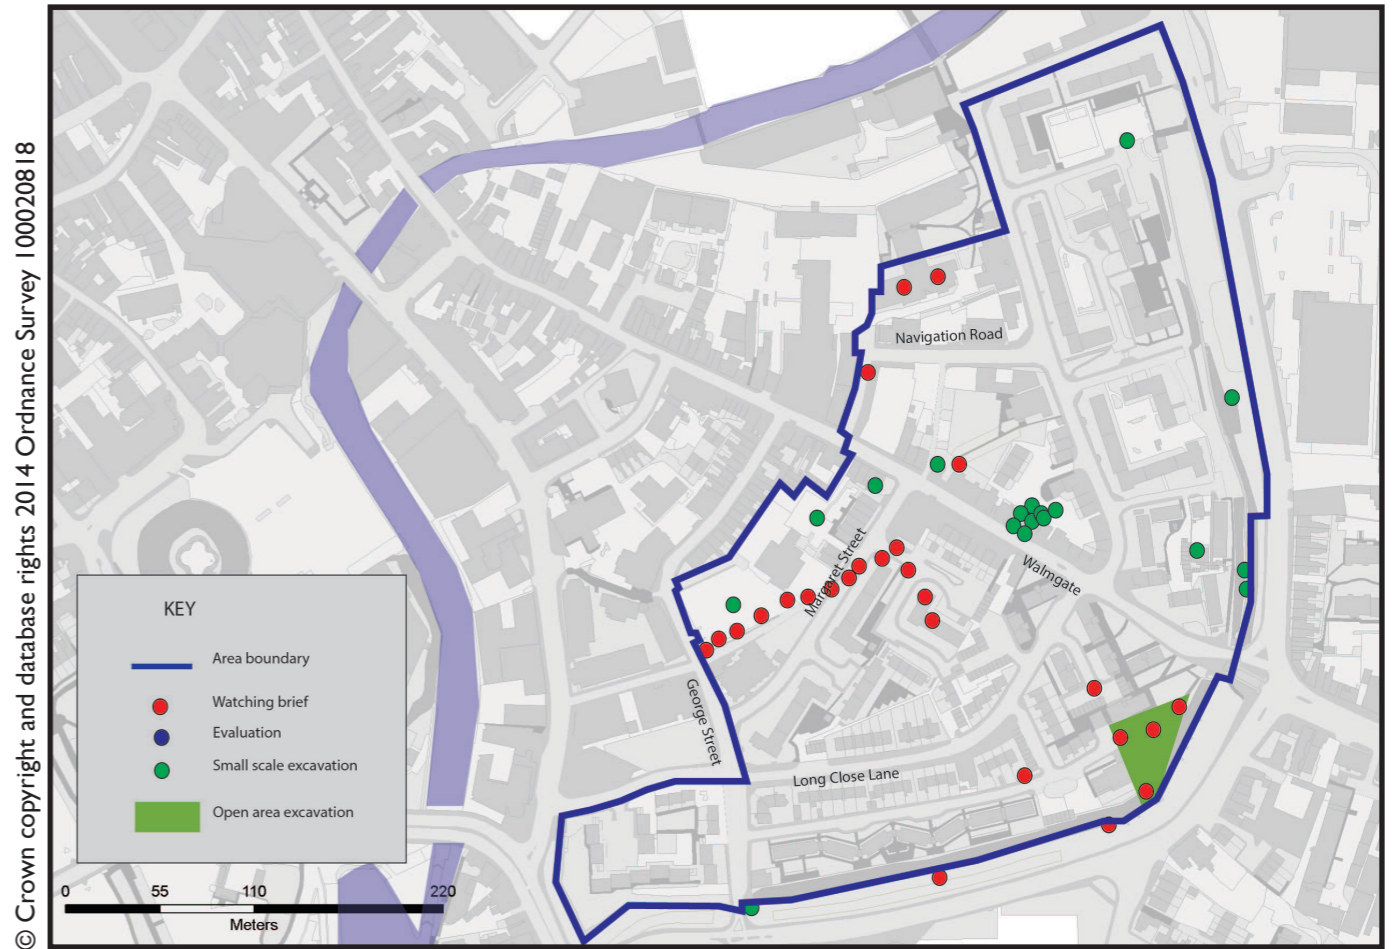 © Crown copyright and database rights 2014 Ordnance Survey 100020818
Navigation Road
Walmgate
Margaret Street
George Street
Long Close Lane
KEY
Area boundary
Watching brief
Evaluation
Small scale excavation
Open area excavation
0 55 110 220
Meters